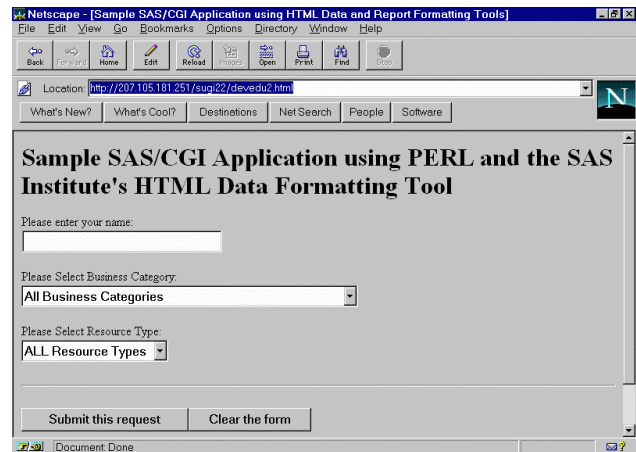 Netscape - [Sample SAS/CGI Application using HTML Data and Report Formatting Tools]
File Edit View Go Bookmarks Options Directory Window Help
Back Forward Home Edit Reload Images Open Print Find Stop
Location: http://207.105.181.251/sugi22/devedu2.html
N
What's New? What's Cool? Destinations Net Search People Software
Sample SAS/CGI Application using PERL and the SAS
Institute's HTML Data Formatting Tool
Please enter your name:
Please Select Business Category:
All Business Categories
Please Select Resource Type:
ALL Resource Types
Submit this request Clear the form
Document Done